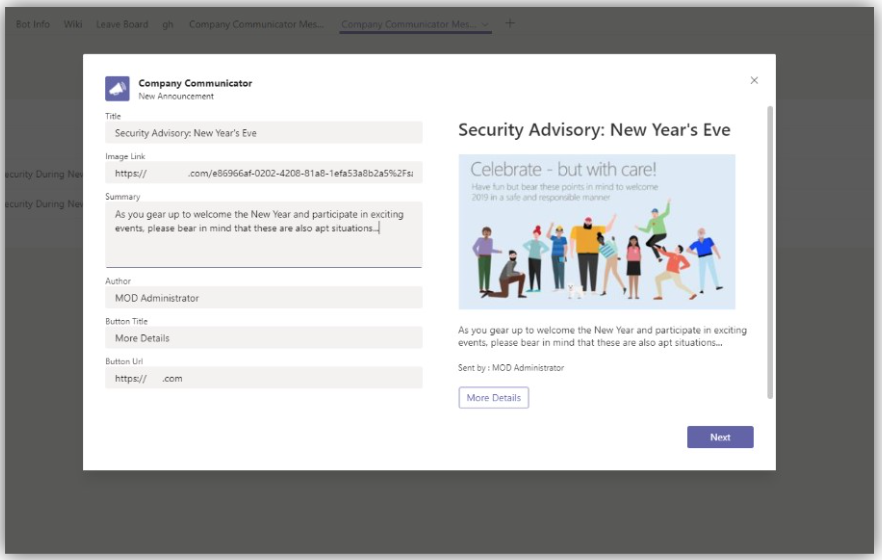 Bot Info Wiki Leave Board gh Company Communicator Mes... Company Communicator Mes...
Company Communicator
New Announcement
Title
Security Advisory: New Year's Eve
Image Link
https:// .com/e86966af-0202-4208-81a8-1efa53a8b2a5%2Fsa
Summary
As you gear up to welcome the New Year and participate in exciting
events, please bear in mind that these are also apt situations...
Author
MOD Administrator
Button Title
More Details
Button Url
https:// .com
Security Advisory: New Year's Eve
Celebrate - but with care!
Have fun but bear these points in mind to welcome
2019 in a safe and responsible manner
As you gear up to welcome the New Year and participate in exciting
events, please bear in mind that these are also apt situations...
Sent by : MOD Administrator
More Details
Next
ecurity During New
ecurity During New